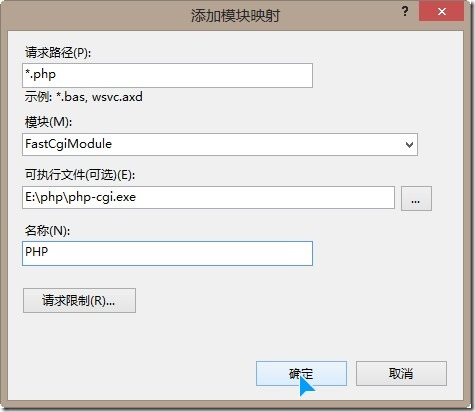 添加模块映射
?
请求路径(P):
*.php
示例: *.bas, wsvc.axd
模块(M):
FastCgiModule
可执行文件(可选)(E):
E:\php\php-cgi.exe
...
名称(N):
PHP
请求限制(R)...
确定
取消